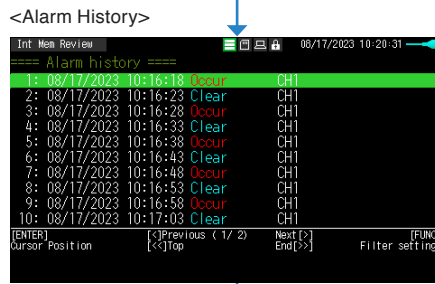 <Alarm History>
Int Mem Review 08/17/2023 10:20:31
==== Alarm history ====
1: 08/17/2023 10:16:18 Occur CH1
2: 08/17/2023 10:16:23 Clear CH1
3: 08/17/2023 10:16:28 Occur CH1
4: 08/17/2023 10:16:33 Clear CH1
5: 08/17/2023 10:16:38 Occur CH1
6: 08/17/2023 10:16:43 Clear CH1
7: 08/17/2023 10:16:48 Occur CH1
8: 08/17/2023 10:16:53 Clear CH1
9: 08/17/2023 10:16:58 Occur CH1
10: 08/17/2023 10:17:03 Clear CH1
[ENTER] [<]Previous ( 1/ 2) Next[>] [FUNC
Cursor Position [<<]Top End[>>] Filter setting